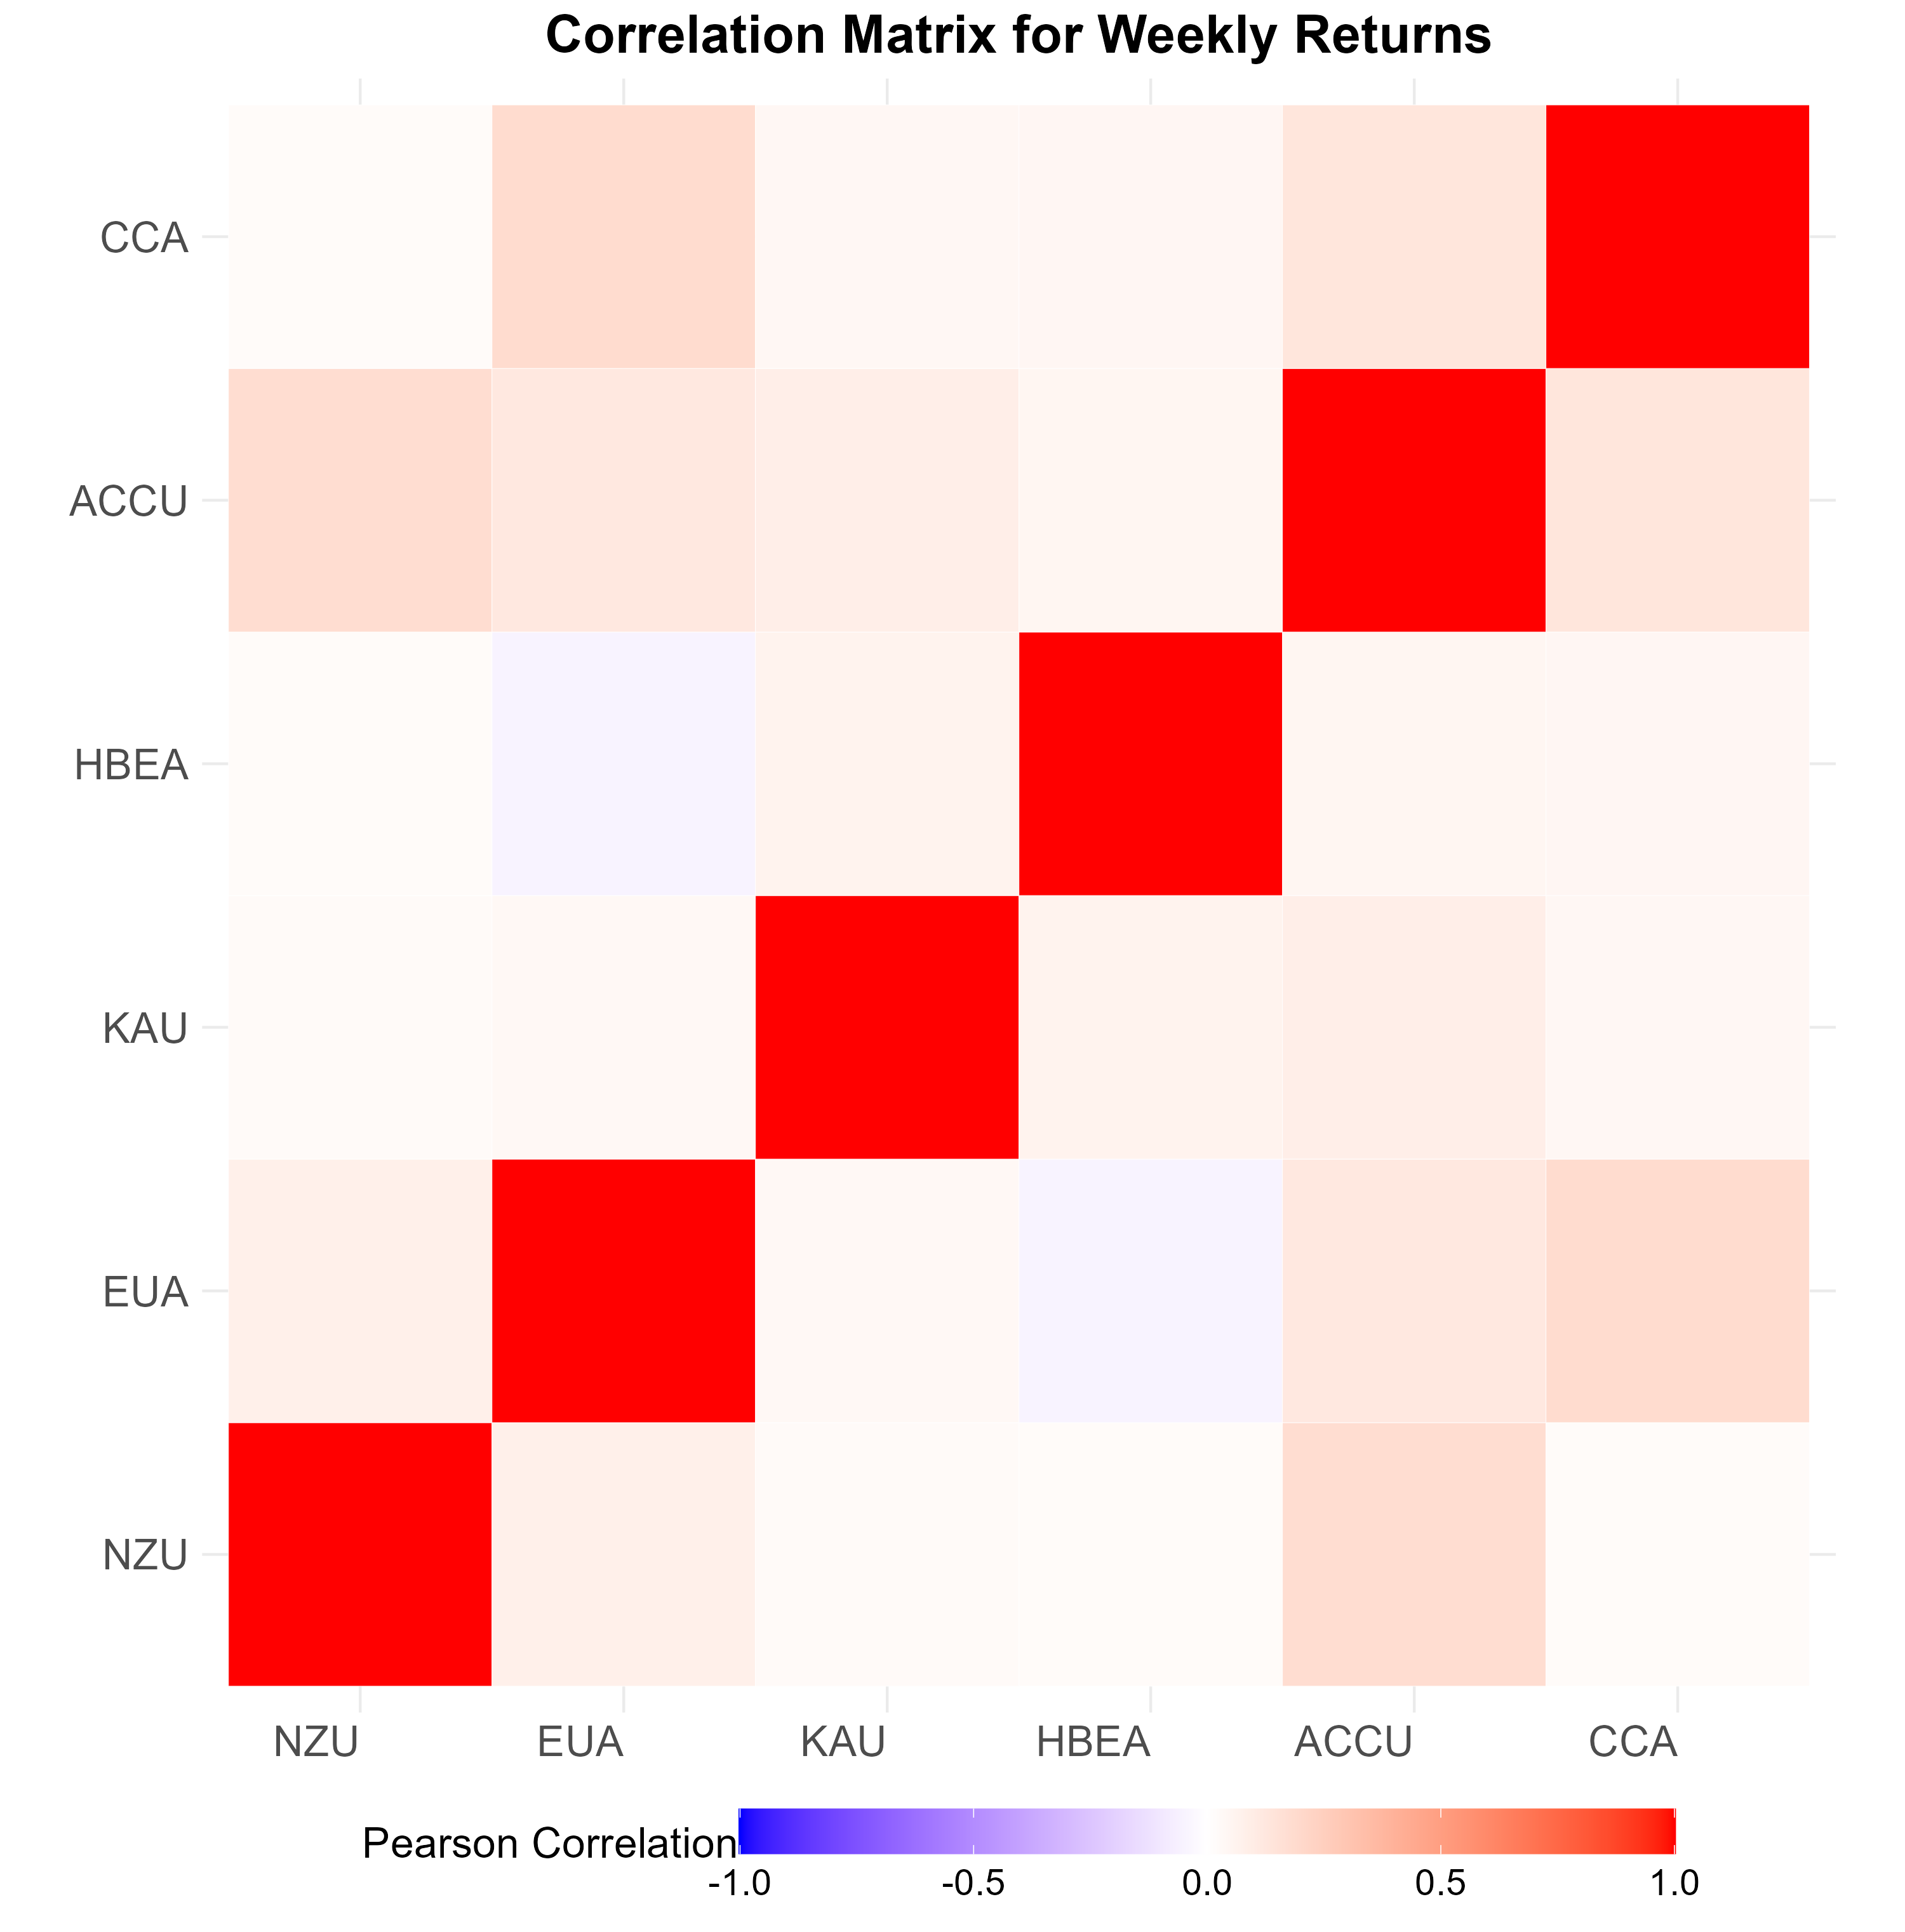 Correlation Matrix for Weekly Returns
CCA
ACCU
HBEA
KAU
EUA
NZU
NZU EUA KAU HBEA ACCU CCA
Pearson Correlation
-1.0 -0.5 0.0 0.5 1.0